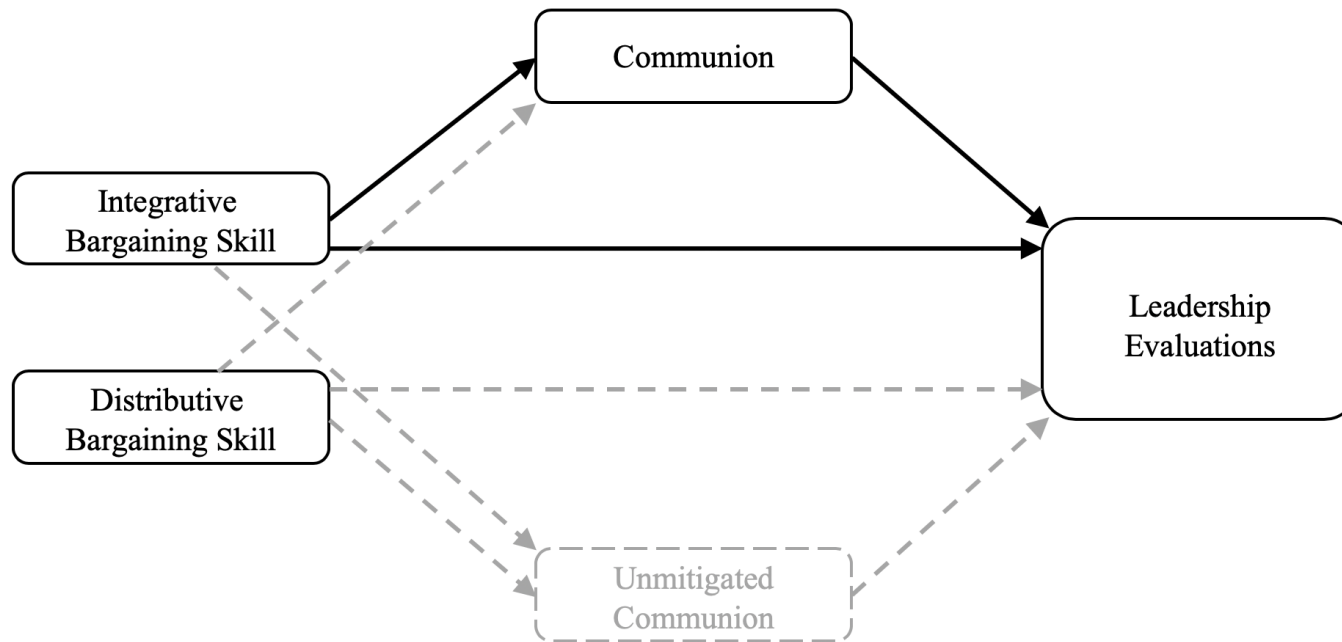 Communion
Integrative
Bargaining Skill
Leadership
Evaluations
Distributive
Bargaining Skill
Unmitigated
Communion